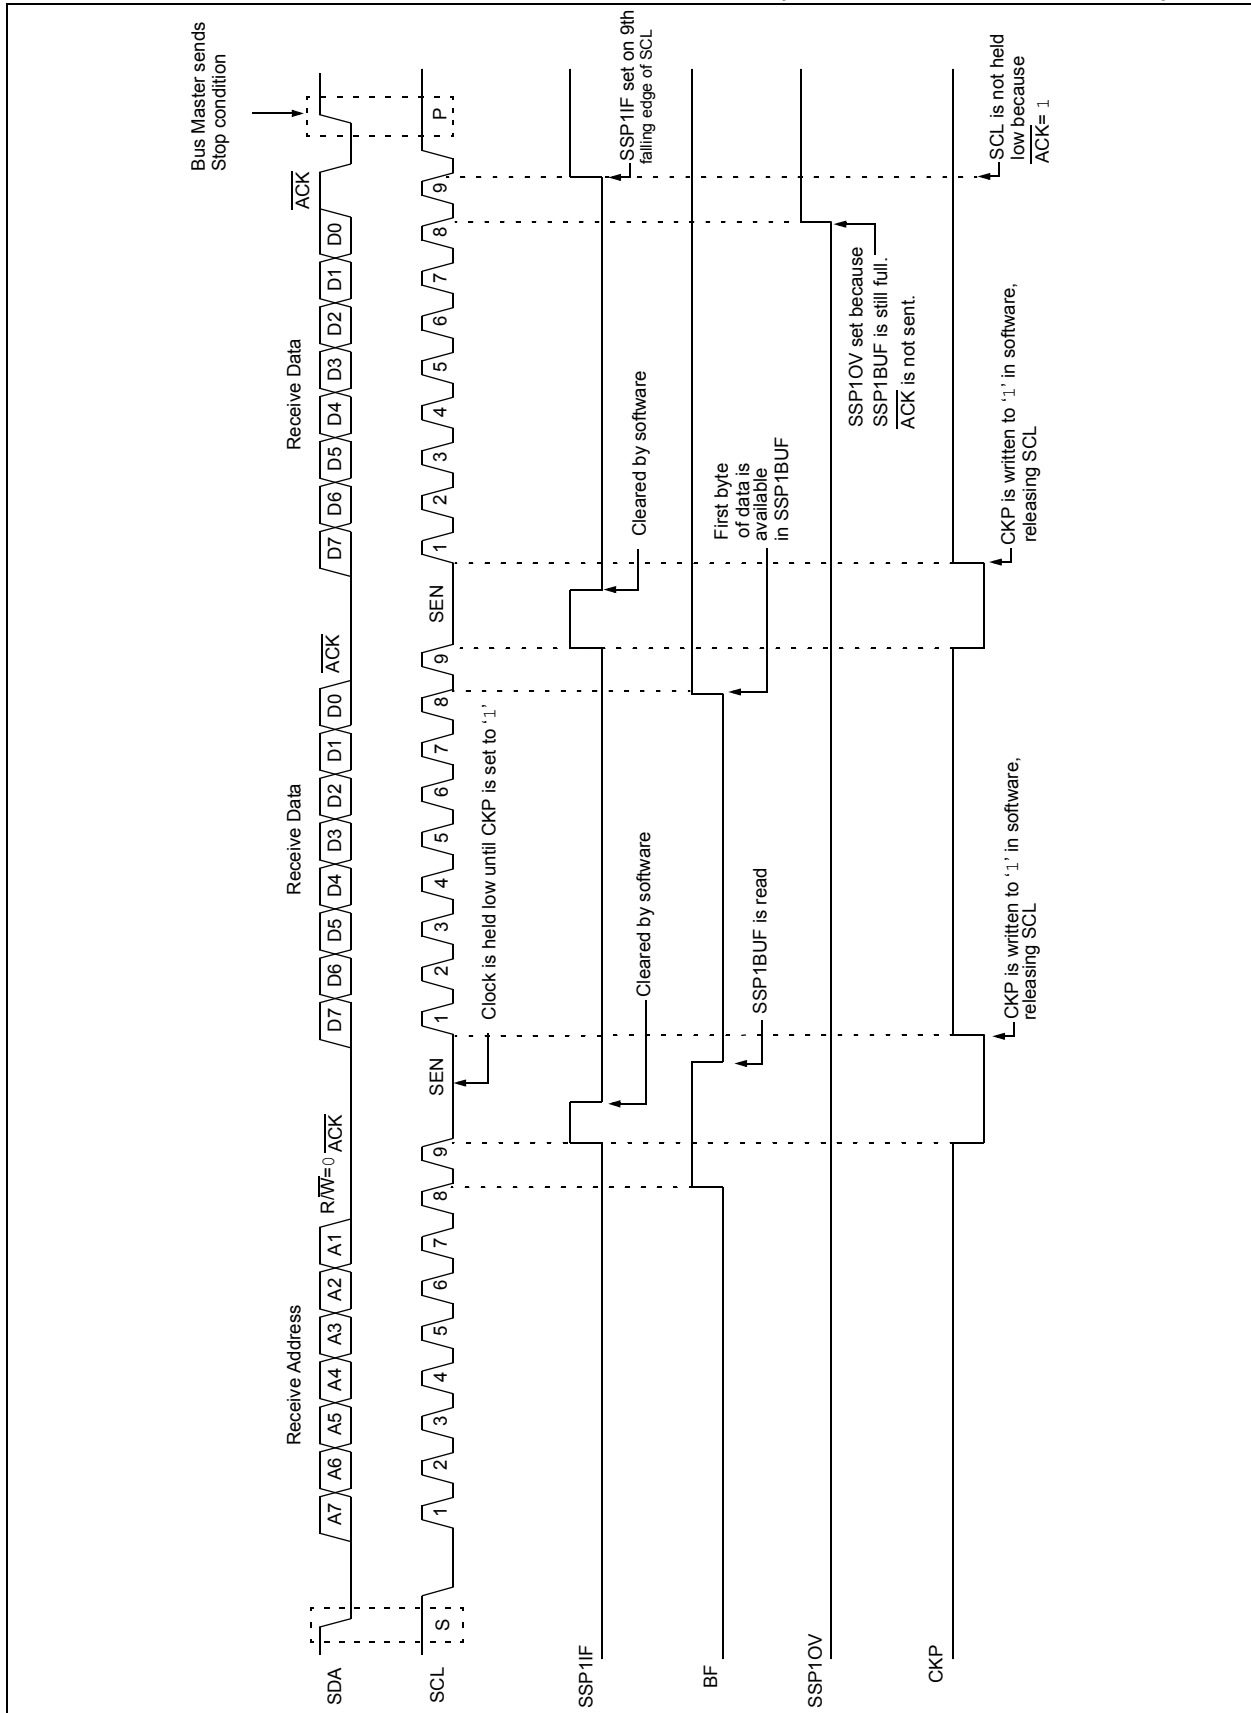 Bus Master sends
Stop condition
Receive Address
Receive Data
Receive Data
SDA
A7 A6 A5 A4 A3 A2 A1
R/W=0 ACK
D7 D6 D5 D4 D3 D2 D1 D0
ACK
D7 D6 D5 D4 D3 D2 D1 D0
ACK
SCL
S
1 2 3 4 5 6 7 8 9
SEN
1 2 3 4 5 6 7 8 9
SEN
1 2 3 4 5 6 7 8 9
P
Clock is held low until CKP is set to ‘1’
SSP1IF
Cleared by software
Cleared by software
SSP1IF set on 9th
falling edge of SCL
BF
SSP1BUF is read
First byte
of data is
available
in SSP1BUF
SSP1OV
SSP1OV set because
SSP1BUF is still full.
ACK is not sent.
CKP
CKP is written to ‘1’ in software,
releasing SCL
CKP is written to ‘1’ in software,
releasing SCL
SCL is not held
low because
ACK= 1